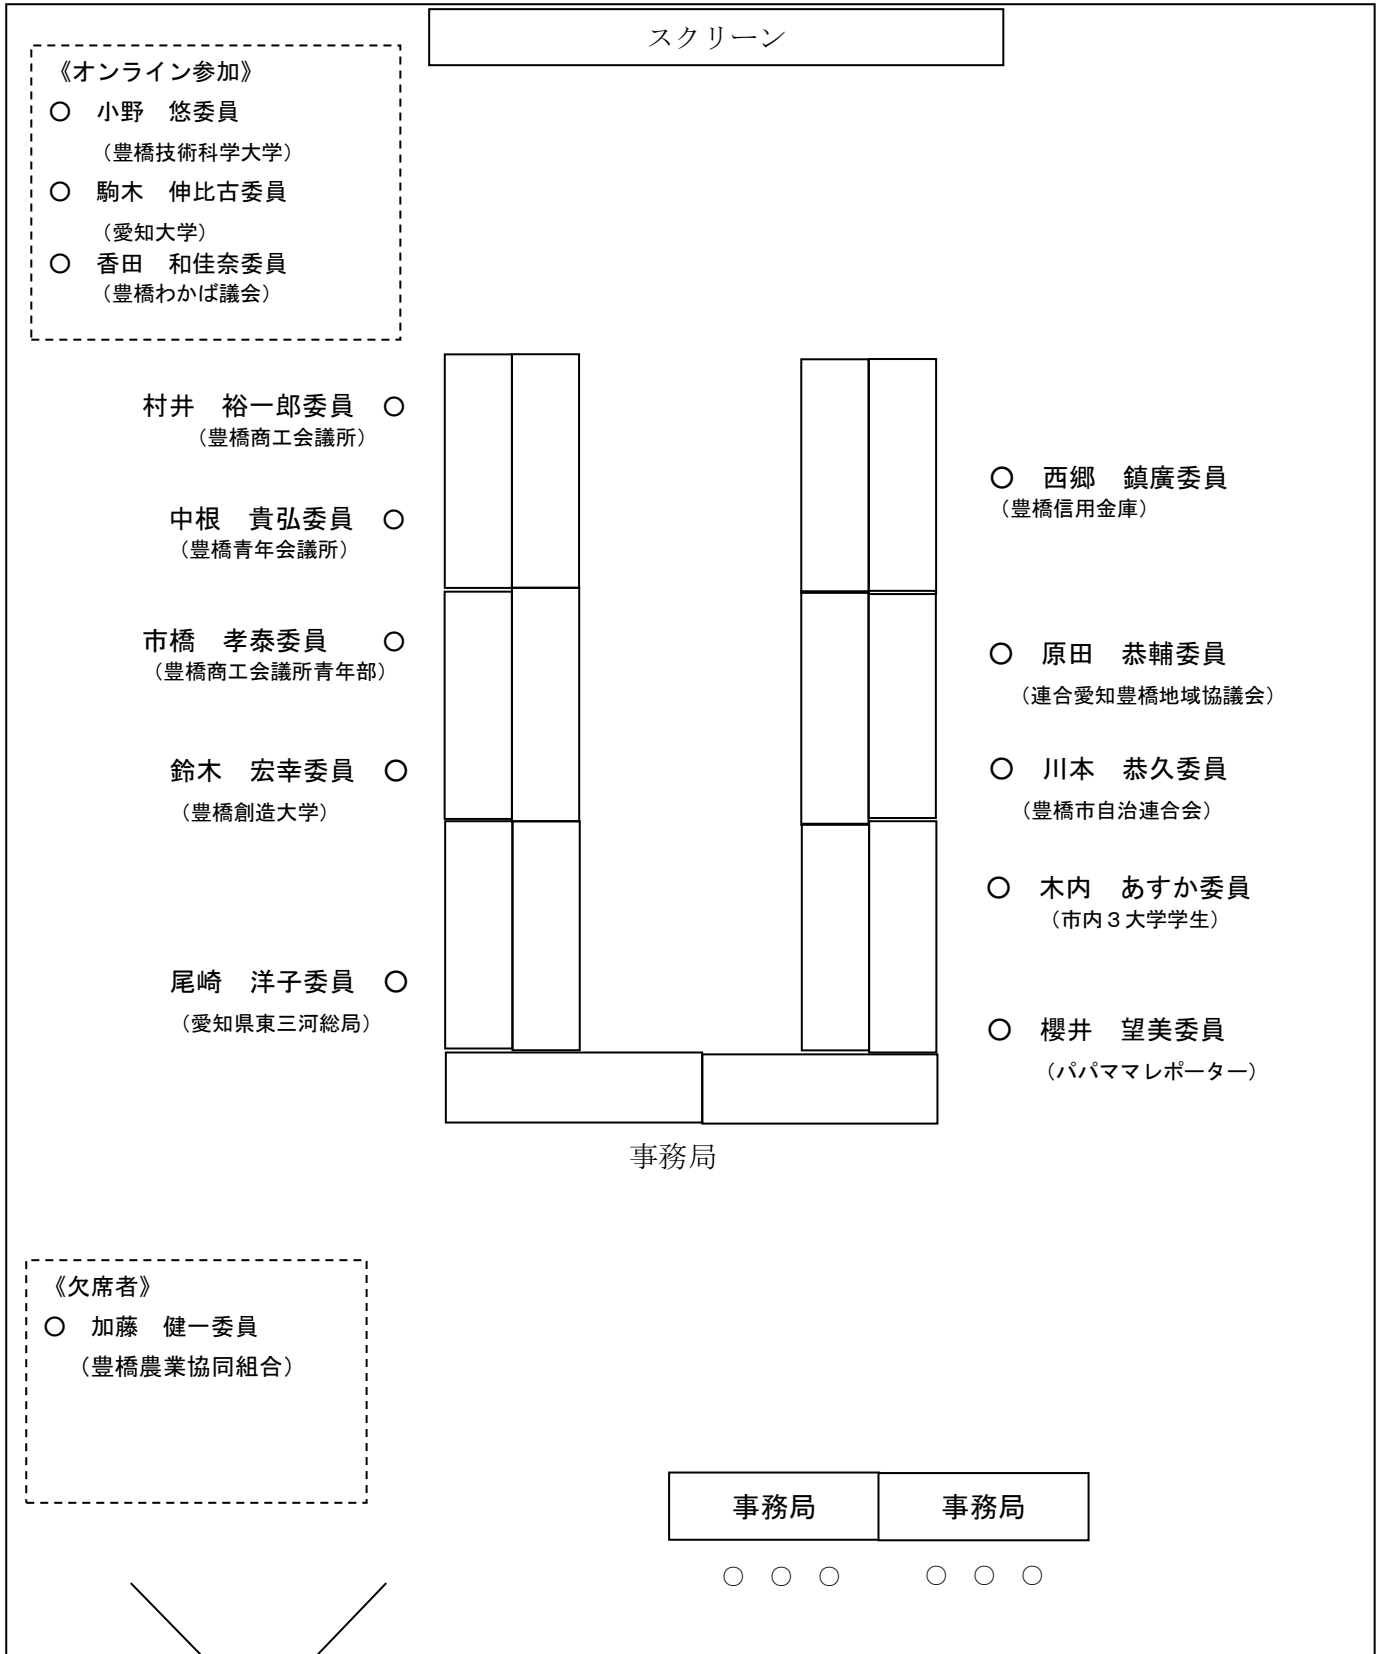 スクリーン
《オンライン参加》
○　小野　悠委員
（豊橋技術科学大学）
○　駒木　伸比古委員
（愛知大学）
○　香田　和佳奈委員
（豊橋わかば議会）
村井　裕一郎委員　○
（豊橋商工会議所）
中根　貴弘委員　○
（豊橋青年会議所）
市橋　孝泰委員　○
（豊橋商工会議所青年部）
鈴木　宏幸委員　○
（豊橋創造大学）
尾崎　洋子委員　○
（愛知県東三河総局）
○　西郷　鎮廣委員
（豊橋信用金庫）
○　原田　恭輔委員
（連合愛知豊橋地域協議会）
○　川本　恭久委員
（豊橋市自治連合会）
○　木内　あすか委員
（市内３大学学生）
○　櫻井　望美委員
（パパママレポーター）
事務局
《欠席者》
○　加藤　健一委員
（豊橋農業協同組合）
事務局　事務局
○　○　○　○　○　○